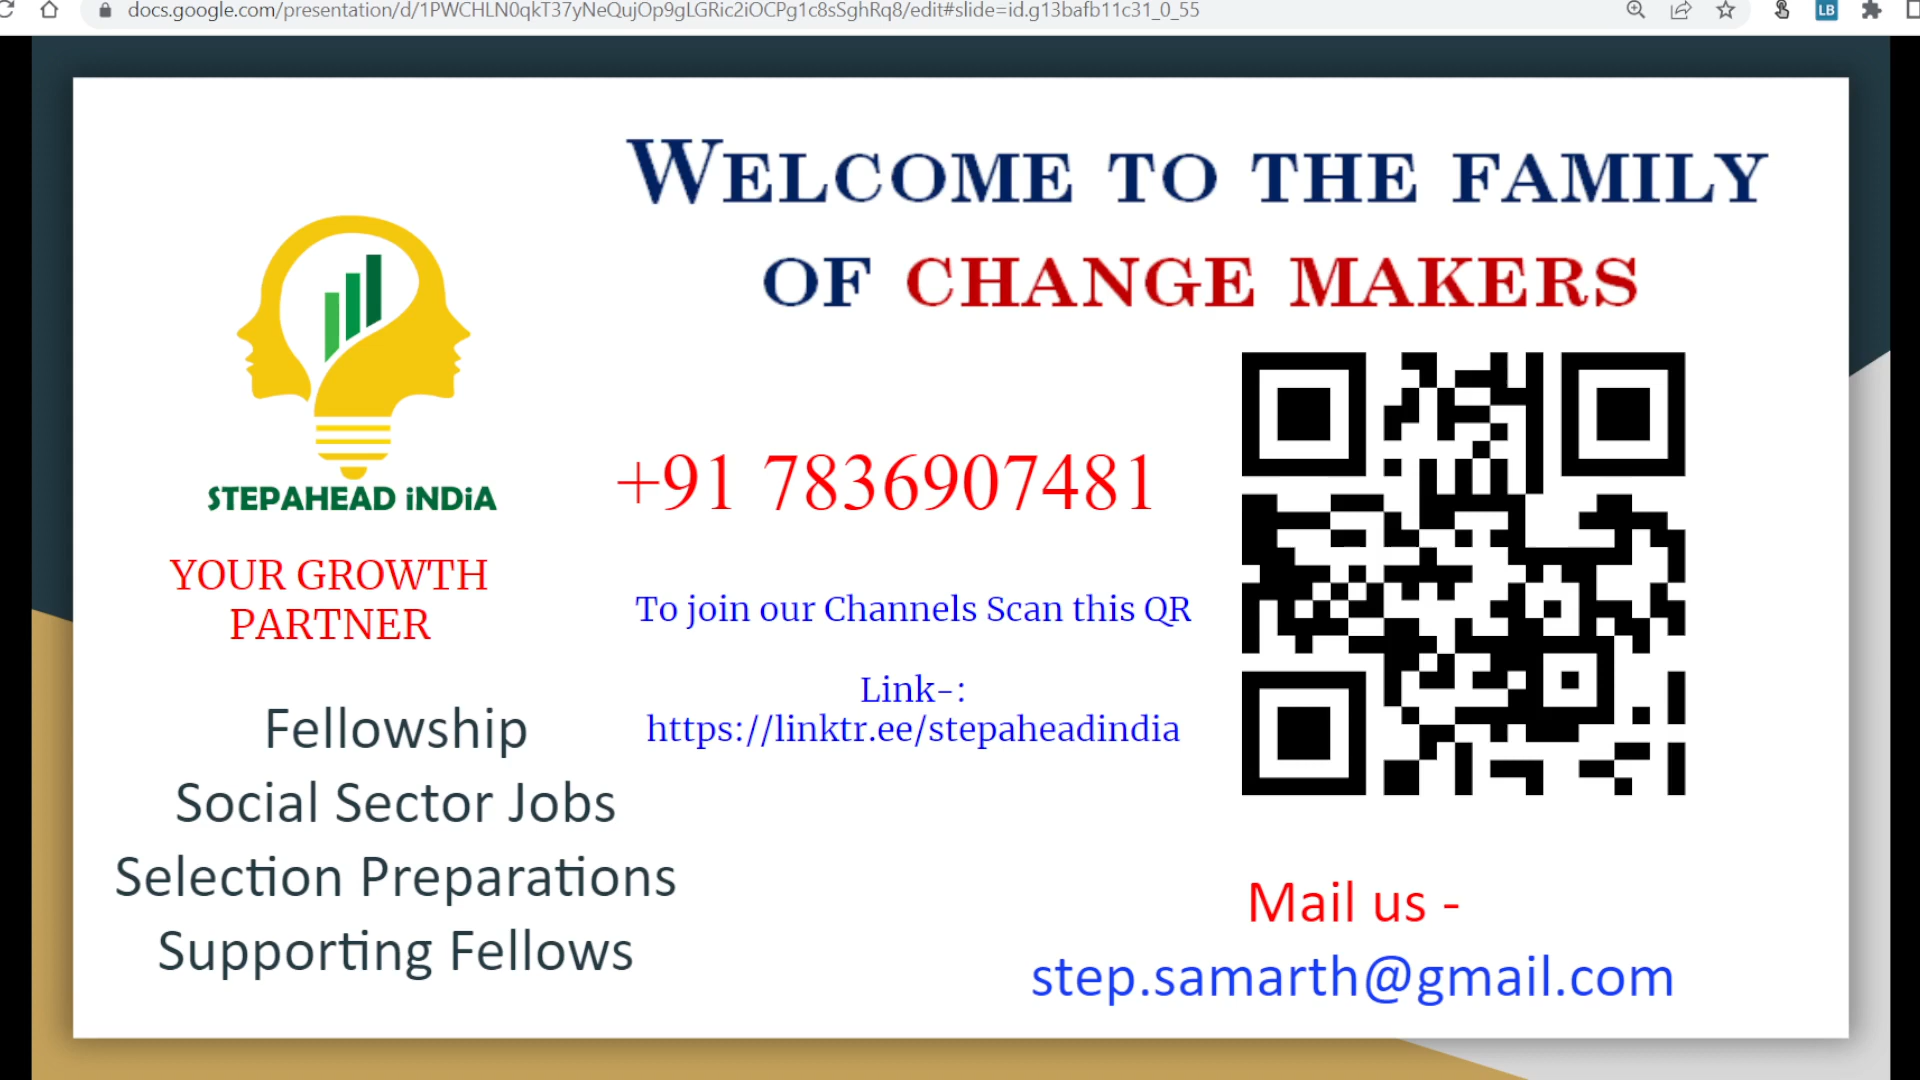 docs.google.com/presentation/d/1PWCHLN0qkT37yNeQujOp9gLGRic2iOCPg1c8sSghRq8/edit#slide=id.g13bafb11c31_0_55
LB
WELCOME TO THE FAMILY
OF CHANGE MAKERS
STEPAHEAD iNDiA
YOUR GROWTH
PARTNER
+91 7836907481
To join our Channels Scan this QR
Link-:
https://linktr.ee/stepaheadindia
Fellowship
Social Sector Jobs
Selection Preparations
Supporting Fellows
Mail us -
step.samarth@gmail.com